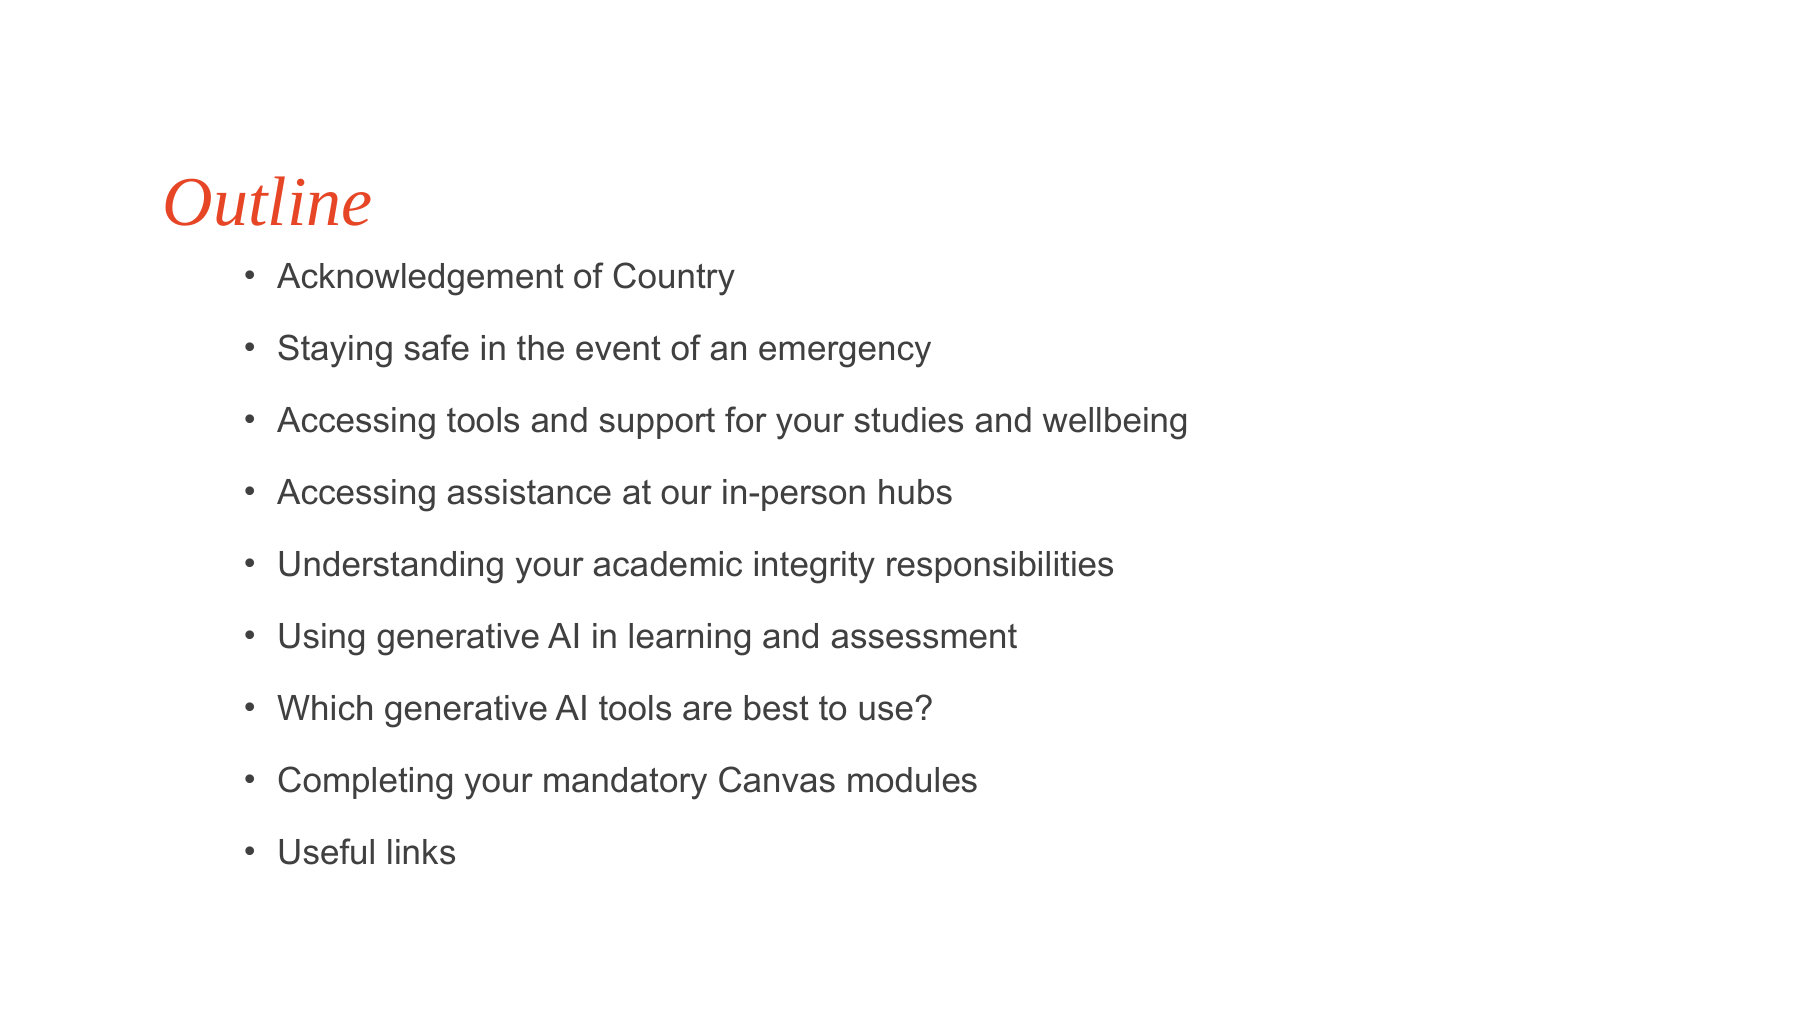 Outline
• Acknowledgement of Country
• Staying safe in the event of an emergency
• Accessing tools and support for your studies and wellbeing
• Accessing assistance at our in-person hubs
• Understanding your academic integrity responsibilities
• Using generative AI in learning and assessment
• Which generative AI tools are best to use?
• Completing your mandatory Canvas modules
• Useful links